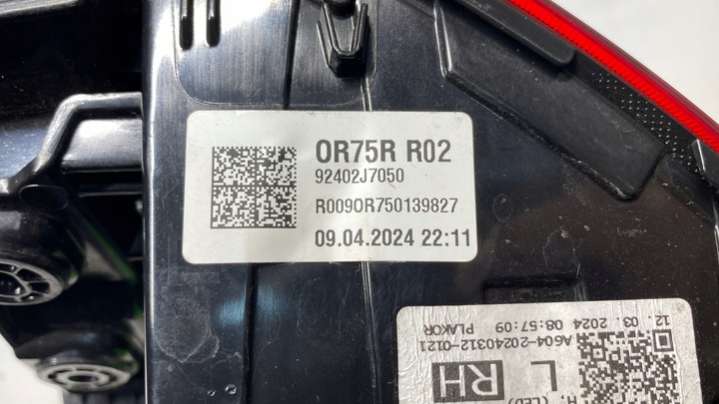 OR75R R02
92402J7050
R009OR750139827
09.04.2024 22:11
12. 03. 2024 08:57:09
PLAKOR
A604-20240312-0121
L
RH
(LED)